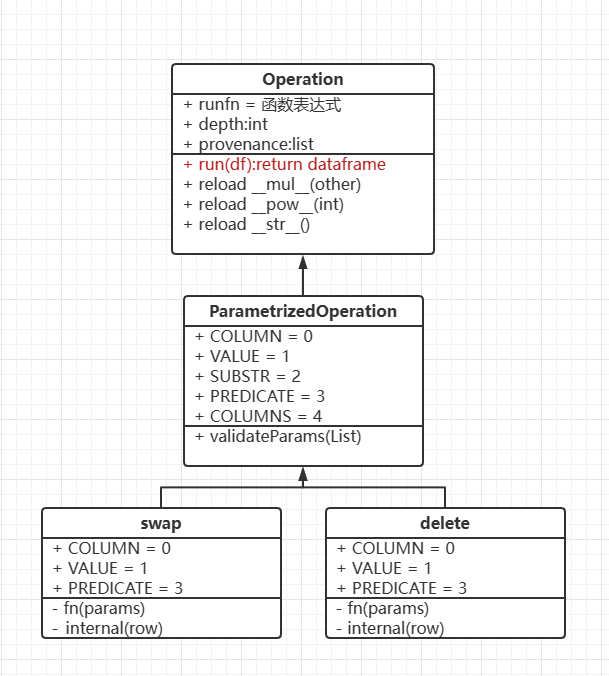 Operation
+ runfn = 函数表达式
+ depth:int
+ provenance:list
+ run(df):return dataframe
+ reload __mul__(other)
+ reload __pow__(int)
+ reload __str__()
ParametrizedOperation
+ COLUMN = 0
+ VALUE = 1
+ SUBSTR = 2
+ PREDICATE = 3
+ COLUMNS = 4
+ validateParams(List)
swap
+ COLUMN = 0
+ VALUE = 1
+ PREDICATE = 3
- fn(params)
- internal(row)
delete
+ COLUMN = 0
+ VALUE = 1
+ PREDICATE = 3
- fn(params)
- internal(row)